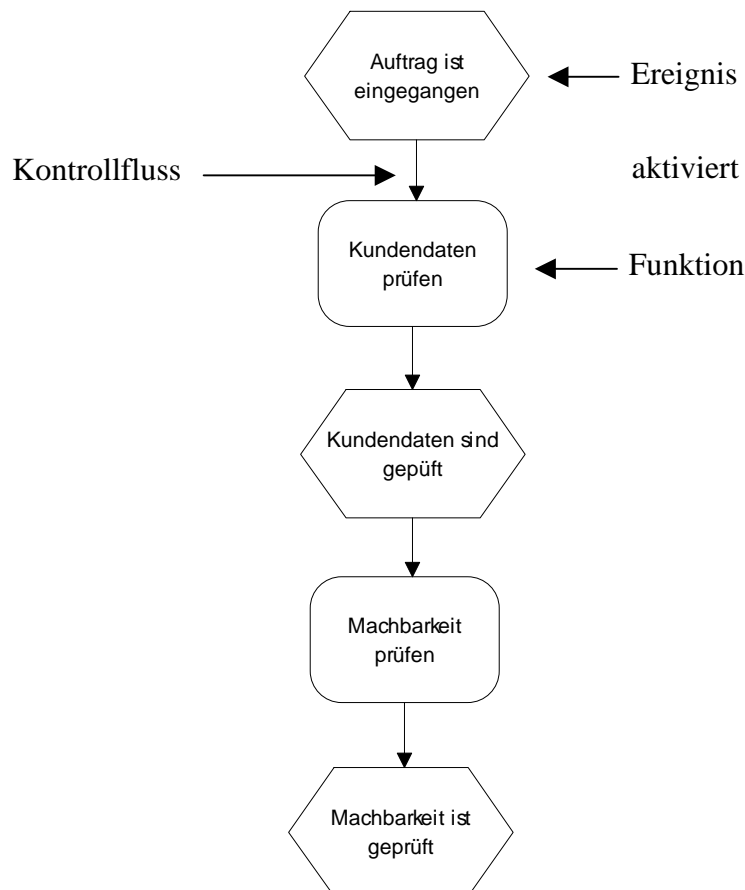 Auftrag ist
eingegangen
Ereignis
Kontrollfluss
aktiviert
Kundendaten
prüfen
Funktion
Kundendaten sind
gepüft
Machbarkeit
prüfen
Machbarkeit ist
geprüft